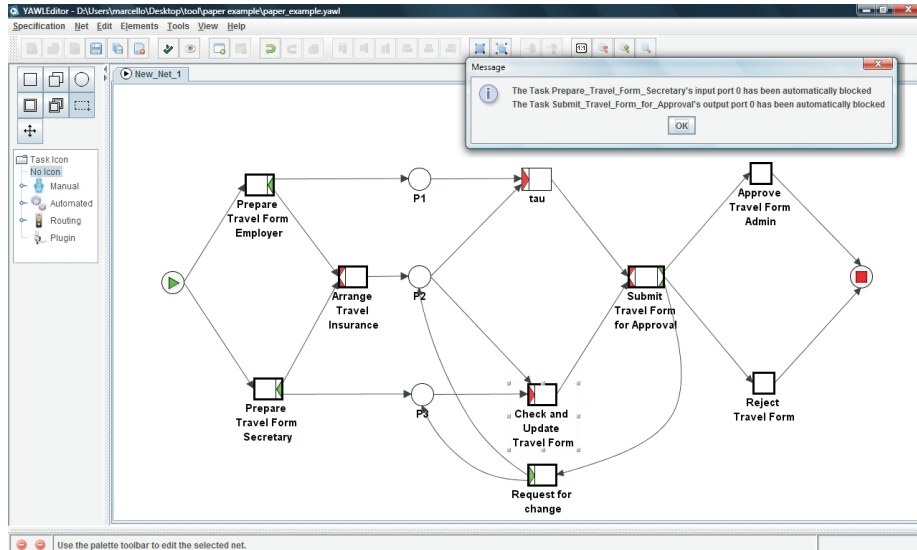 YAWLEditor - D:\Users\marcello\Desktop\tool\paper example\paper_example.yawl
Specification Net Edit Elements Tools View Help
1:1
New_Net_1
Message
The Task Prepare_Travel_Form_Secretary's input port 0 has been automatically blocked
The Task Submit_Travel_Form_for_Approval's output port 0 has been automatically blocked
OK
Task Icon
No Icon
Manual
Automated
Routing
Plugin
Prepare
Travel Form
Employer
P1
tau
Approve
Travel Form
Admin
Arrange
Travel
Insurance
P2
Submit
Travel Form
for Approval
Prepare
Travel Form
Secretary
P3
Check and
Update
Travel Form
Reject
Travel Form
Request for
change
Use the palette toolbar to edit the selected net.